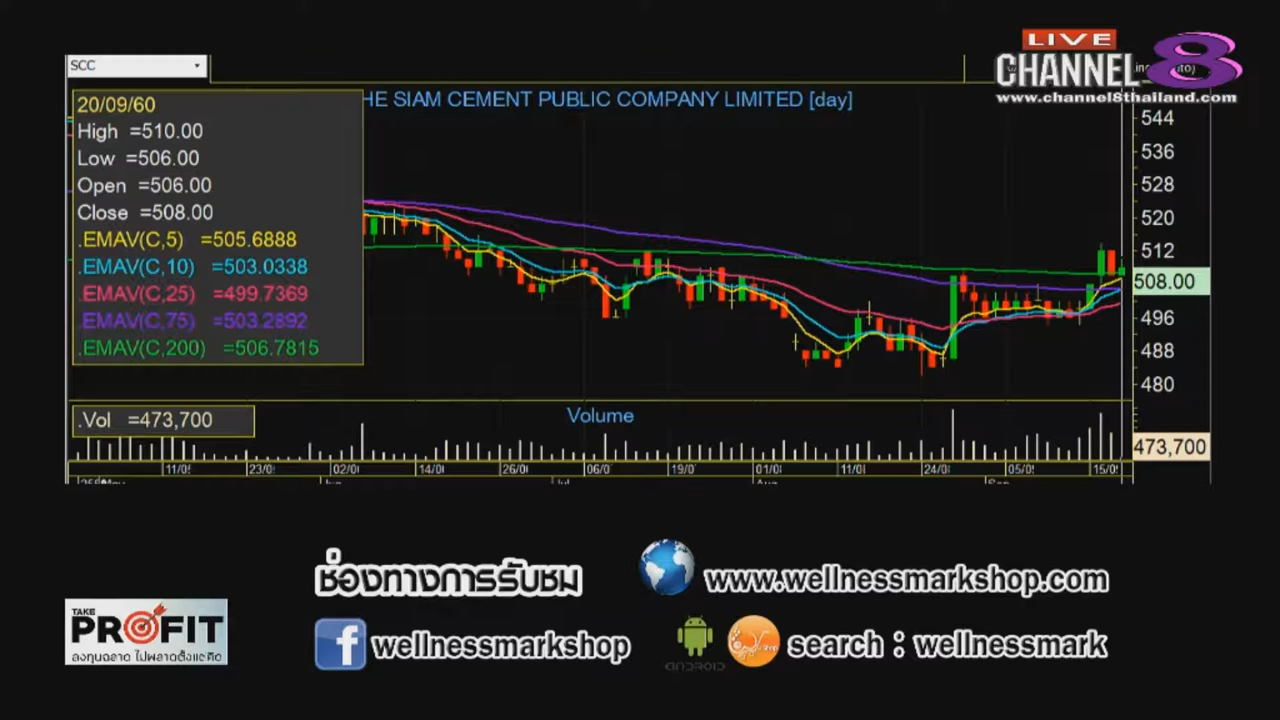 SCC
LIVE
CHANNEL 8
www.channel8thailand.com
20/09/60
High =510.00
Low =506.00
Open =506.00
Close =508.00
.EMAV(C,5) =505.6888
.EMAV(C,10) =503.0338
.EMAV(C,25) =499.7369
.EMAV(C,75) =503.2892
.EMAV(C,200) =506.7815
HE SIAM CEMENT PUBLIC COMPANY LIMITED [day]
544
536
528
520
512
508.00
496
488
480
.Vol =473,700
Volume
473,700
11/0
23/0
02/0
14/0
26/0
06/0
19/0
01/0
11/0
24/0
05/0
15/0
ช่องทางการรับชม
www.wellnessmarkshop.com
TAKE
PROFIT
ลงทุนฉลาด ไม่พลาดตั้งแต่คิด
wellnessmarkshop
ANDROID
search : wellnessmark